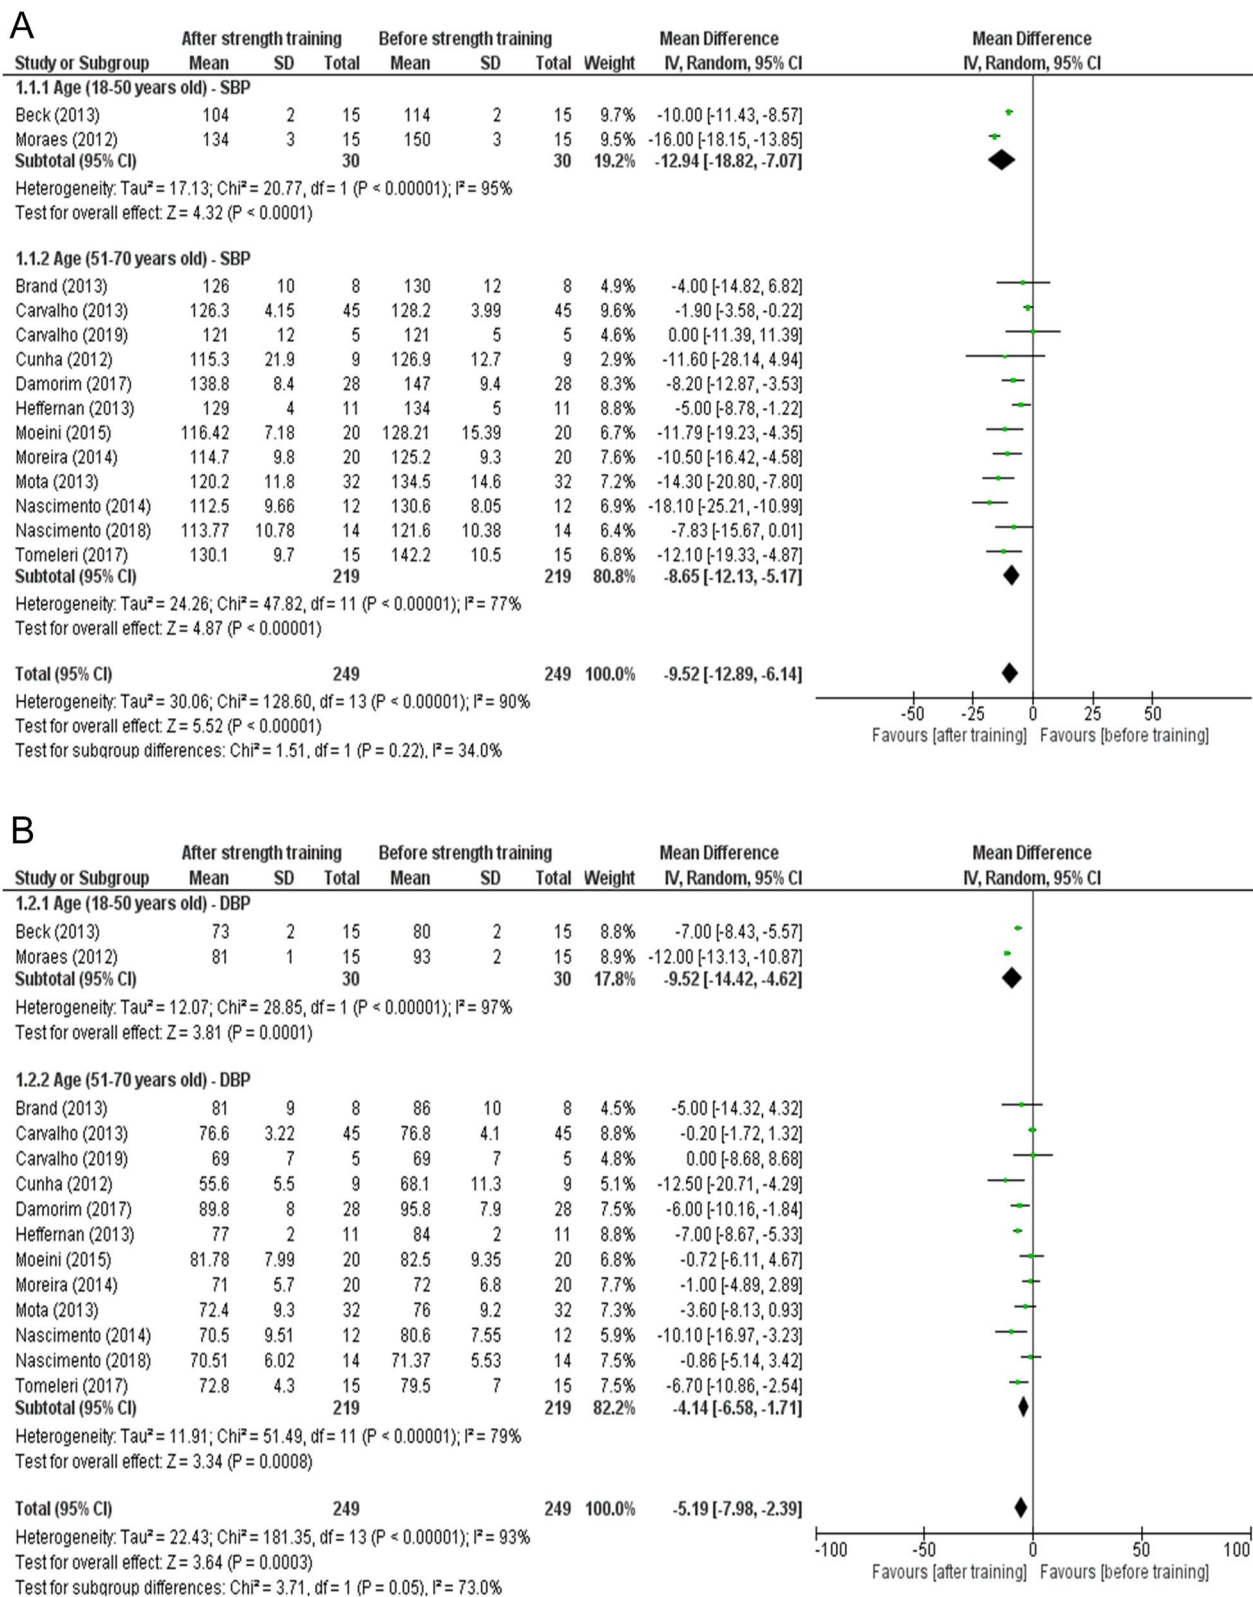 A
After strength training Before strength training Mean Difference Mean Difference
Study or Subgroup Mean SD Total Mean SD Total Weight IV, Random, 95% CI IV, Random, 95% CI
1.1.1 Age (18-50 years old) - SBP
Beck (2013) 104 2 15 114 2 15 9.7% -10.00 [-11.43, -8.57]
Moraes (2012) 134 3 15 150 3 15 9.5% -16.00 [-18.15, -13.85]
Subtotal (95% CI) 30 30 19.2% -12.94 [-18.82, -7.07]
Heterogeneity: Tau² = 17.13; Chi² = 20.77, df = 1 (P < 0.00001); I² = 95%
Test for overall effect: Z = 4.32 (P < 0.0001)
1.1.2 Age (51-70 years old) - SBP
Brand (2013) 126 10 8 130 12 8 4.9% -4.00 [-14.82, 6.82]
Carvalho (2013) 126.3 4.15 45 128.2 3.99 45 9.6% -1.90 [-3.58, -0.22]
Carvalho (2019) 121 12 5 121 5 5 4.6% 0.00 [-11.39, 11.39]
Cunha (2012) 115.3 21.9 9 126.9 12.7 9 2.9% -11.60 [-28.14, 4.94]
Damorim (2017) 138.8 8.4 28 147 9.4 28 8.3% -8.20 [-12.87, -3.53]
Heffernan (2013) 129 4 11 134 5 11 8.8% -5.00 [-8.78, -1.22]
Moeini (2015) 116.42 7.18 20 128.21 15.39 20 6.7% -11.79 [-19.23, -4.35]
Moreira (2014) 114.7 9.8 20 125.2 9.3 20 7.6% -10.50 [-16.42, -4.58]
Mota (2013) 120.2 11.8 32 134.5 14.6 32 7.2% -14.30 [-20.80, -7.80]
Nascimento (2014) 112.5 9.66 12 130.6 8.05 12 6.9% -18.10 [-25.21, -10.99]
Nascimento (2018) 113.77 10.78 14 121.6 10.38 14 6.4% -7.83 [-15.67, 0.01]
Tomeleri (2017) 130.1 9.7 15 142.2 10.5 15 6.8% -12.10 [-19.33, -4.87]
Subtotal (95% CI) 219 219 80.8% -8.65 [-12.13, -5.17]
Heterogeneity: Tau² = 24.26; Chi² = 47.82, df = 11 (P < 0.00001); I² = 77%
Test for overall effect: Z = 4.87 (P < 0.00001)
Total (95% CI) 249 249 100.0% -9.52 [-12.89, -6.14]
Heterogeneity: Tau² = 30.06; Chi² = 128.60, df = 13 (P < 0.00001); I² = 90%
Test for overall effect: Z = 5.52 (P < 0.00001)
Test for subgroup differences: Chi² = 1.51, df = 1 (P = 0.22), I² = 34.0%
-50 -25 0 25 50
Favours [after training] Favours [before training]
B
After strength training Before strength training Mean Difference Mean Difference
Study or Subgroup Mean SD Total Mean SD Total Weight IV, Random, 95% CI IV, Random, 95% CI
1.2.1 Age (18-50 years old) - DBP
Beck (2013) 73 2 15 80 2 15 8.8% -7.00 [-8.43, -5.57]
Moraes (2012) 81 1 15 93 2 15 8.9% -12.00 [-13.13, -10.87]
Subtotal (95% CI) 30 30 17.8% -9.52 [-14.42, -4.62]
Heterogeneity: Tau² = 12.07; Chi² = 28.85, df = 1 (P < 0.00001); I² = 97%
Test for overall effect: Z = 3.81 (P = 0.0001)
1.2.2 Age (51-70 years old) - DBP
Brand (2013) 81 9 8 86 10 8 4.5% -5.00 [-14.32, 4.32]
Carvalho (2013) 76.6 3.22 45 76.8 4.1 45 8.8% -0.20 [-1.72, 1.32]
Carvalho (2019) 69 7 5 69 7 5 4.8% 0.00 [-8.68, 8.68]
Cunha (2012) 55.6 5.5 9 68.1 11.3 9 5.1% -12.50 [-20.71, -4.29]
Damorim (2017) 89.8 8 28 95.8 7.9 28 7.5% -6.00 [-10.16, -1.84]
Heffernan (2013) 77 2 11 84 2 11 8.8% -7.00 [-8.67, -5.33]
Moeini (2015) 81.78 7.99 20 82.5 9.35 20 6.8% -0.72 [-6.11, 4.67]
Moreira (2014) 71 5.7 20 72 6.8 20 7.7% -1.00 [-4.89, 2.89]
Mota (2013) 72.4 9.3 32 76 9.2 32 7.3% -3.60 [-8.13, 0.93]
Nascimento (2014) 70.5 9.51 12 80.6 7.55 12 5.9% -10.10 [-16.97, -3.23]
Nascimento (2018) 70.51 6.02 14 71.37 5.53 14 7.5% -0.86 [-5.14, 3.42]
Tomeleri (2017) 72.8 4.3 15 79.5 7 15 7.5% -6.70 [-10.86, -2.54]
Subtotal (95% CI) 219 219 82.2% -4.14 [-6.58, -1.71]
Heterogeneity: Tau² = 11.91; Chi² = 51.49, df = 11 (P < 0.00001); I² = 79%
Test for overall effect: Z = 3.34 (P = 0.0008)
Total (95% CI) 249 249 100.0% -5.19 [-7.98, -2.39]
Heterogeneity: Tau² = 22.43; Chi² = 181.35, df = 13 (P < 0.00001); I² = 93%
Test for overall effect: Z = 3.64 (P = 0.0003)
Test for subgroup differences: Chi² = 3.71, df = 1 (P = 0.05), I² = 73.0%
-100 -50 0 50 100
Favours [after training] Favours [before training]